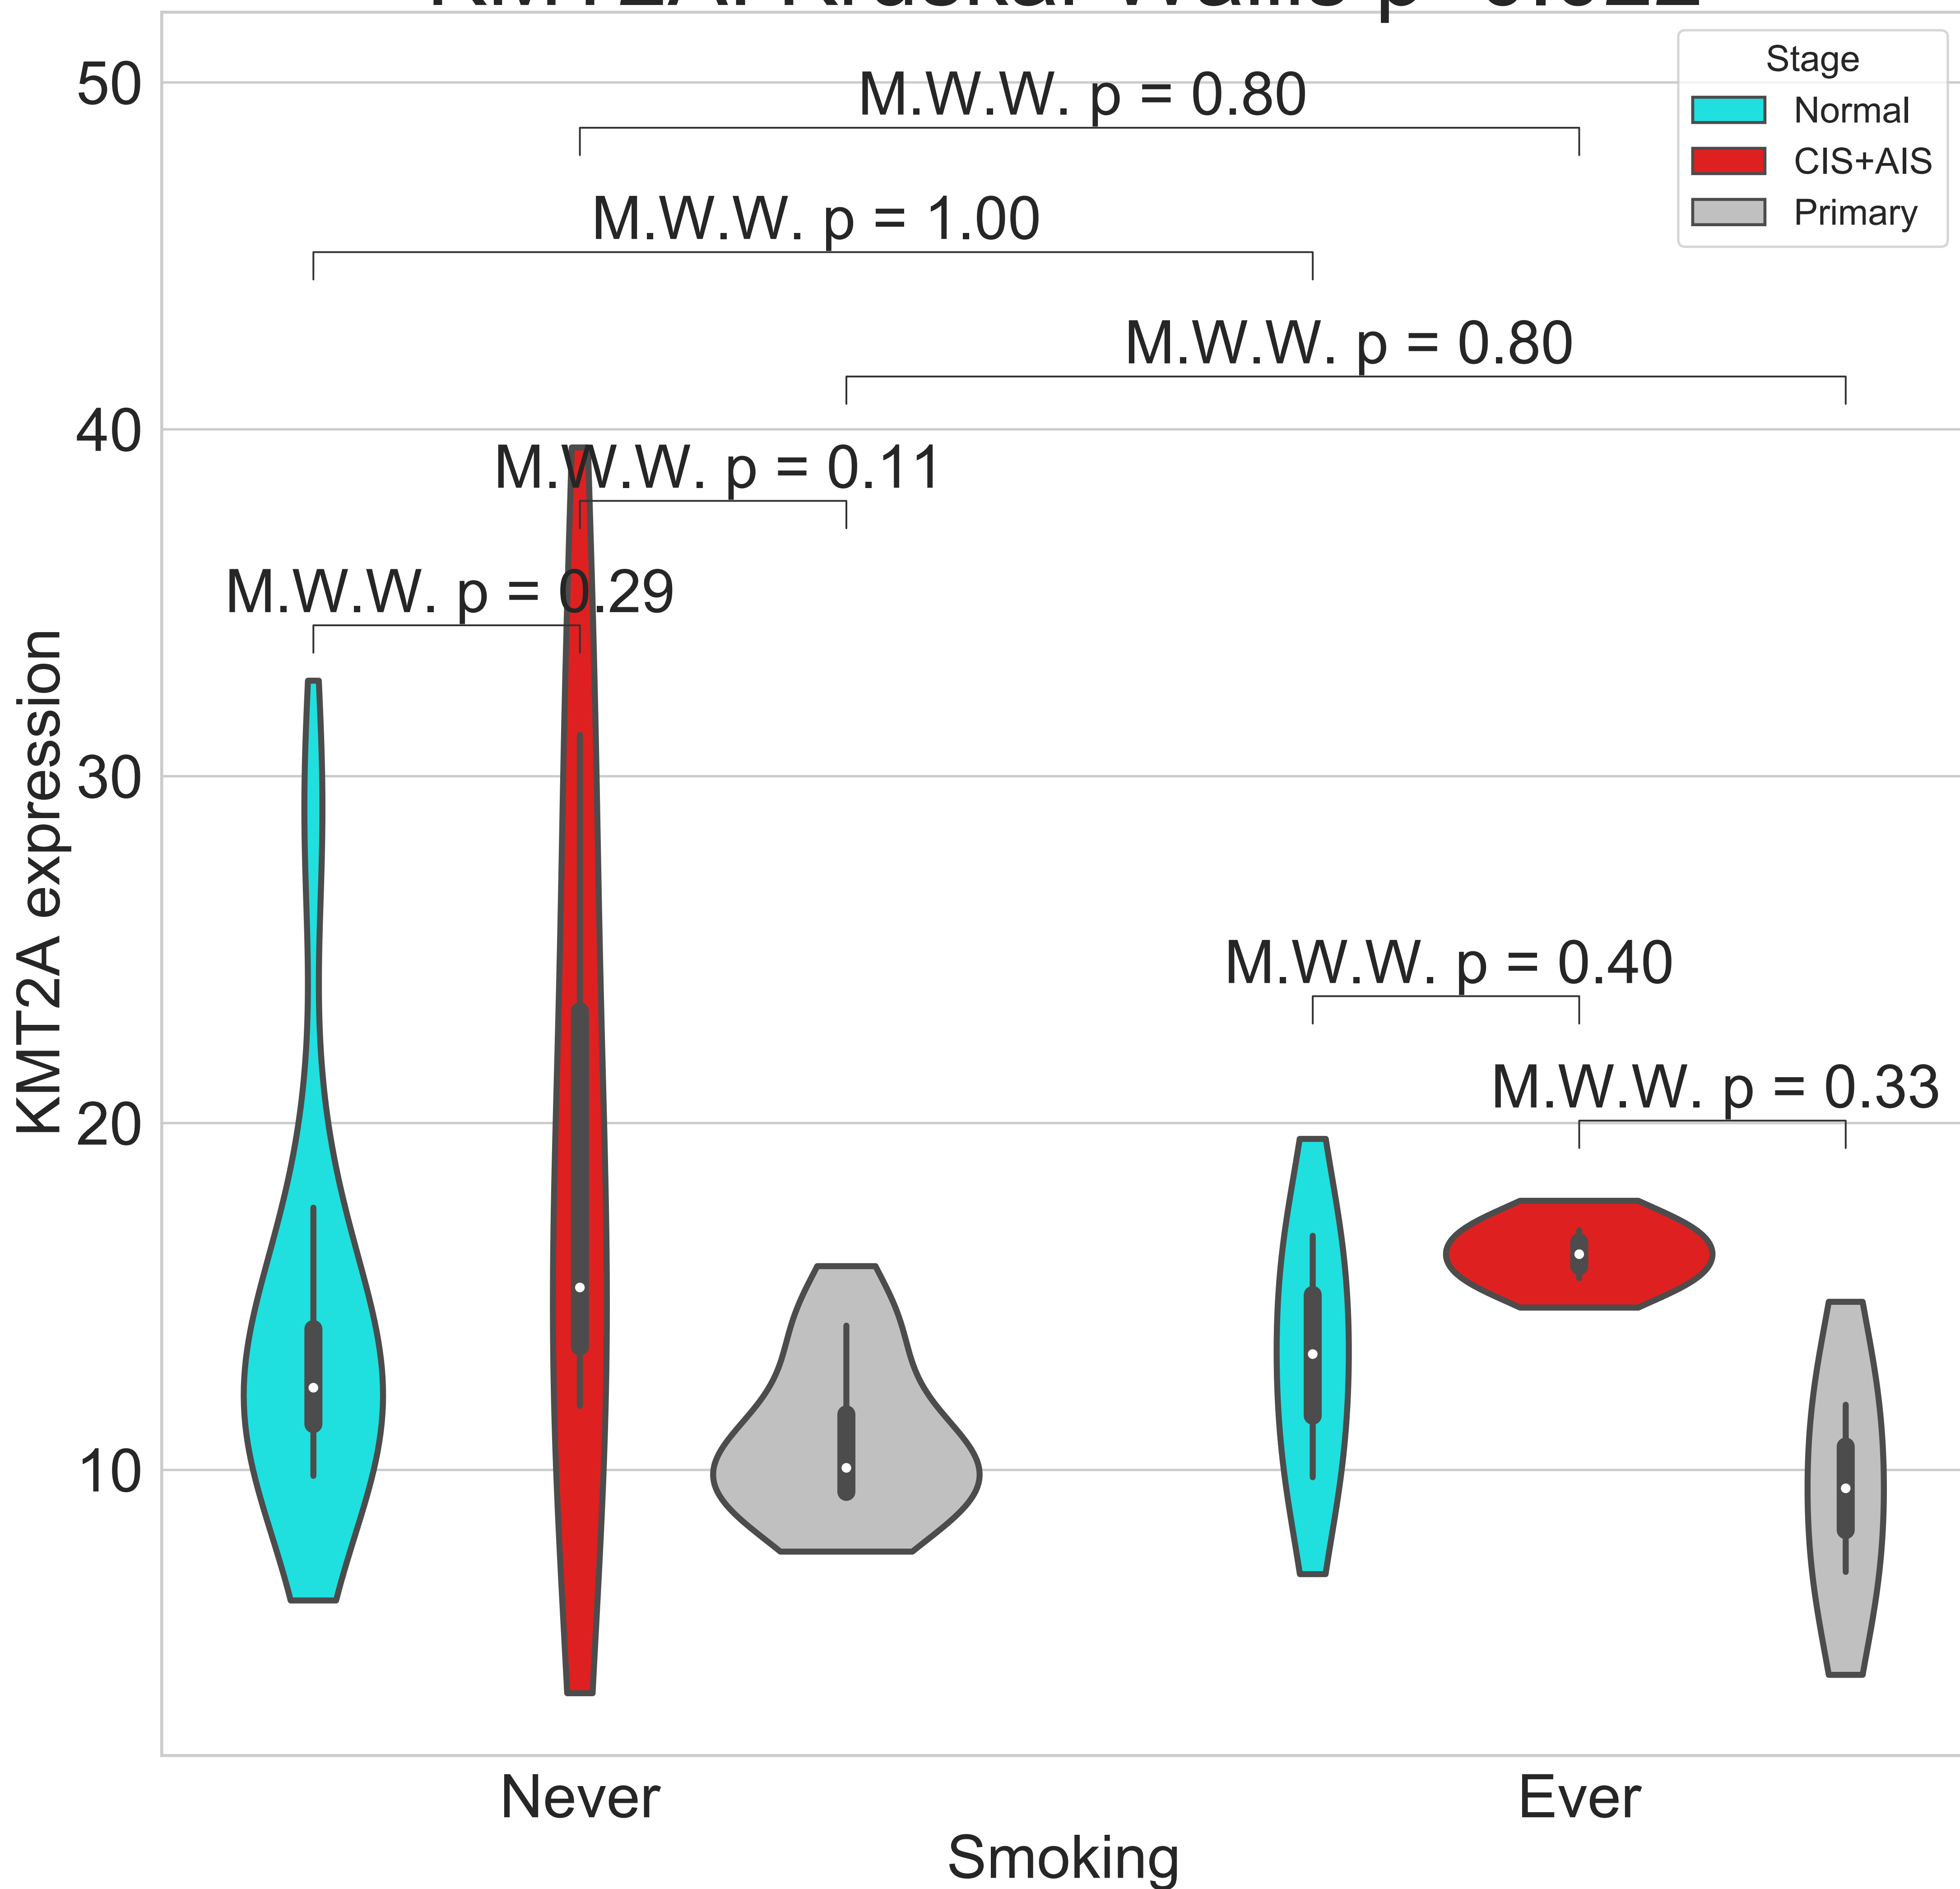 Stage
Normal
CIS+AIS
Primary
50
40
30
20
10
KMT2A expression
M.W.W. p = 0.80
M.W.W. p = 1.00
M.W.W. p = 0.80
M.W.W. p = 0.11
M.W.W. p = 0.29
M.W.W. p = 0.40
M.W.W. p = 0.33
Never
Ever
Smoking